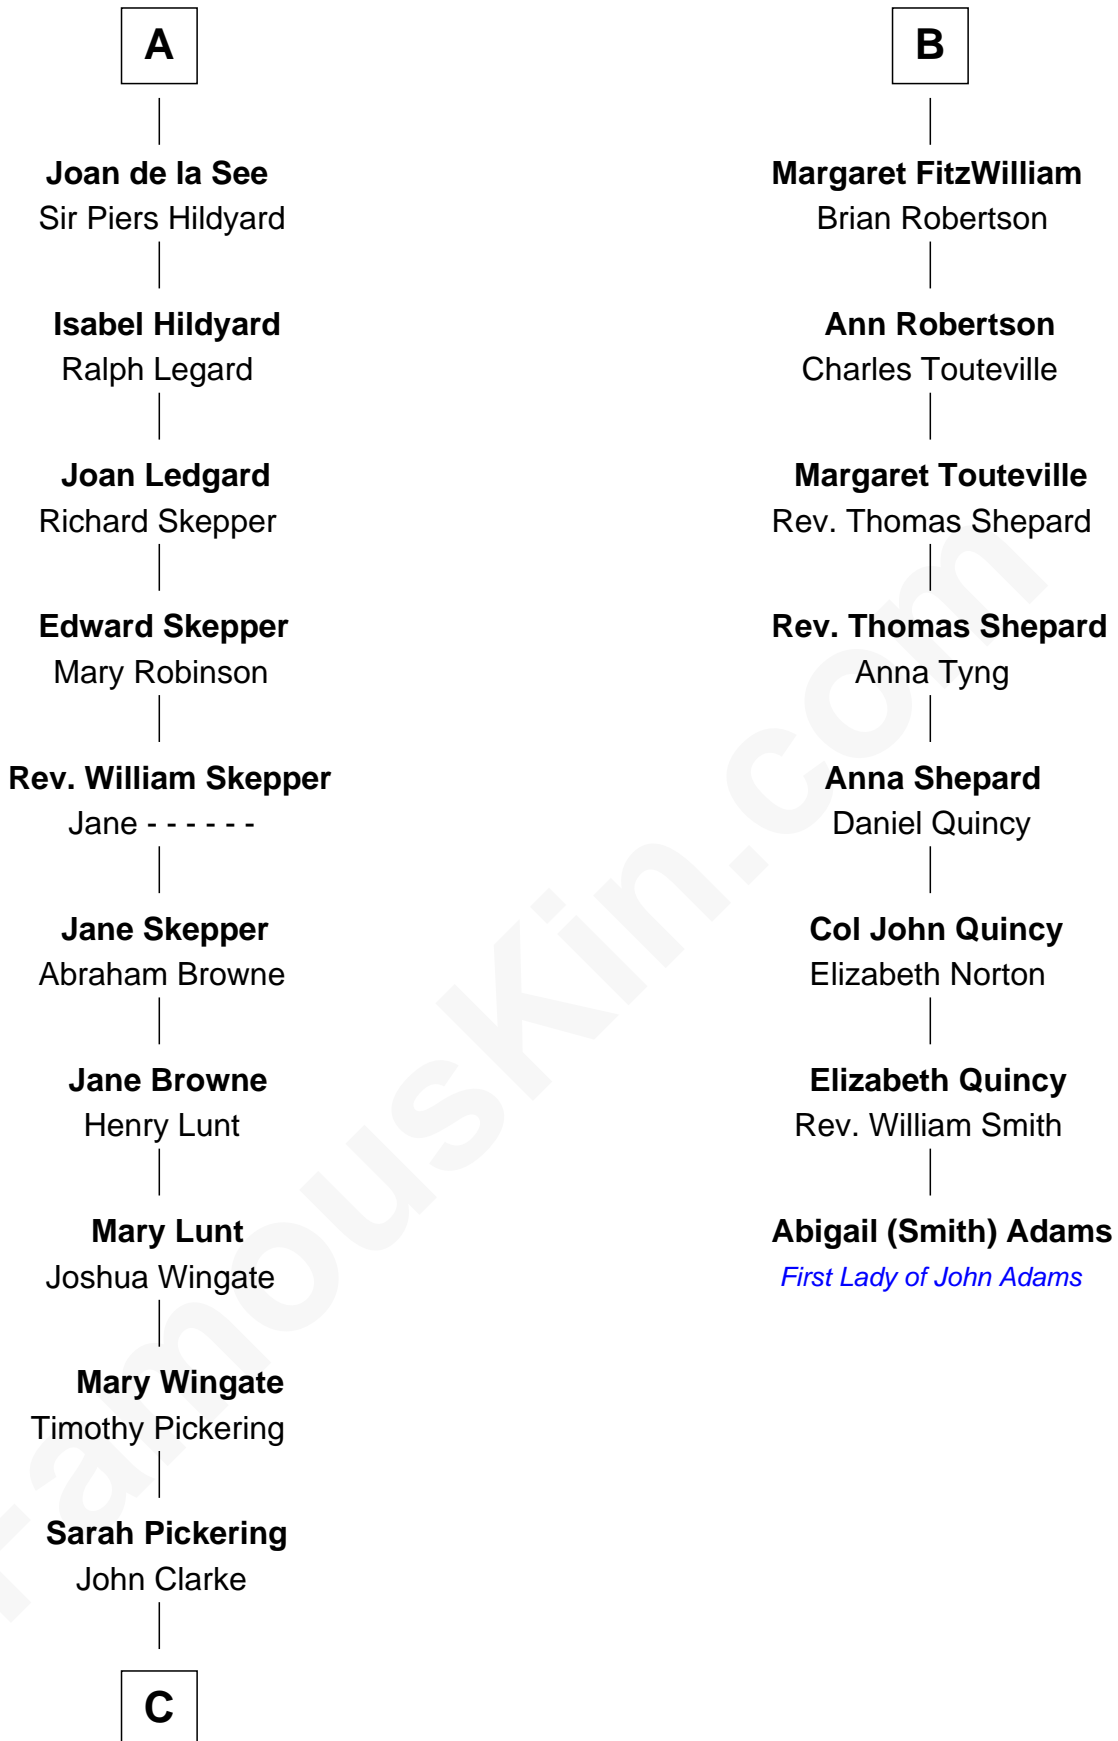 A
Joan de la See
Sir Piers Hildyard
Isabel Hildyard
Ralph Legard
Joan Ledgard
Richard Skepper
Edward Skepper
Mary Robinson
Rev. William Skepper
Jane - - - - - -
Jane Skepper
Abraham Browne
Jane Browne
Henry Lunt
Mary Lunt
Joshua Wingate
Mary Wingate
Timothy Pickering
Sarah Pickering
John Clarke
C
B
Margaret FitzWilliam
Brian Robertson
Ann Robertson
Charles Touteville
Margaret Touteville
Rev. Thomas Shepard
Rev. Thomas Shepard
Anna Tyng
Anna Shepard
Daniel Quincy
Col John Quincy
Elizabeth Norton
Elizabeth Quincy
Rev. William Smith
Abigail (Smith) Adams
First Lady of John Adams
FamousKin.com